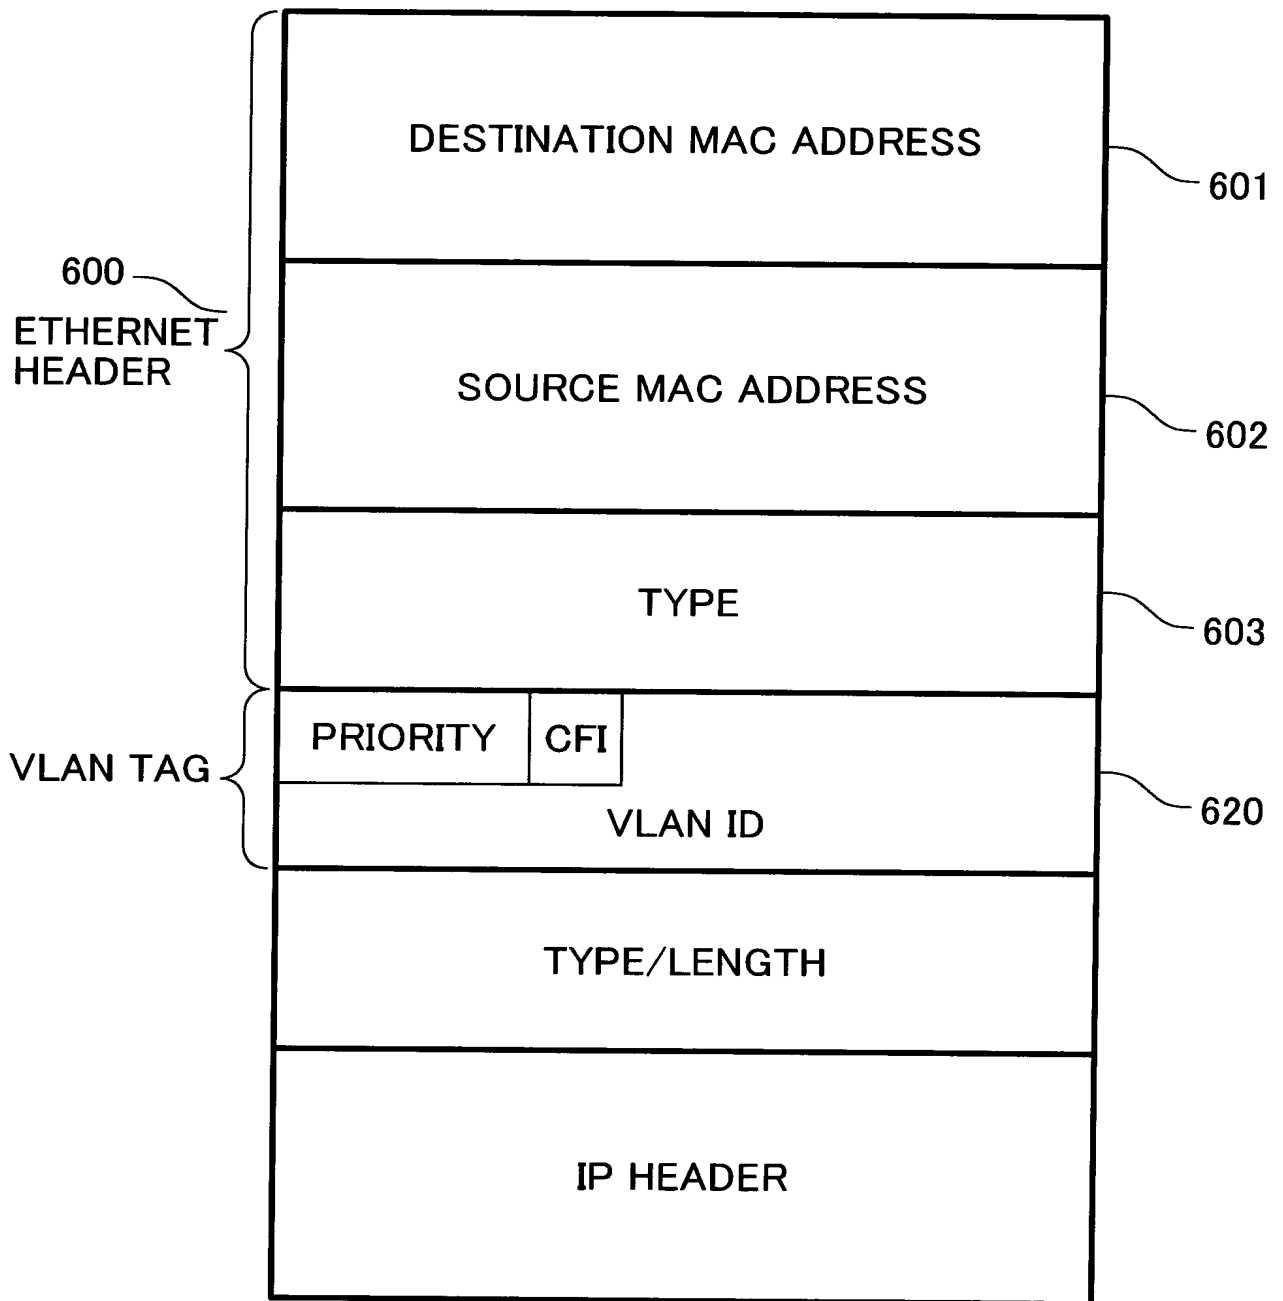 DESTINATION MAC ADDRESS
601
600
ETHERNET
HEADER
SOURCE MAC ADDRESS
602
TYPE
603
PRIORITY
CFI
VLAN TAG
VLAN ID
620
TYPE/LENGTH
IP HEADER